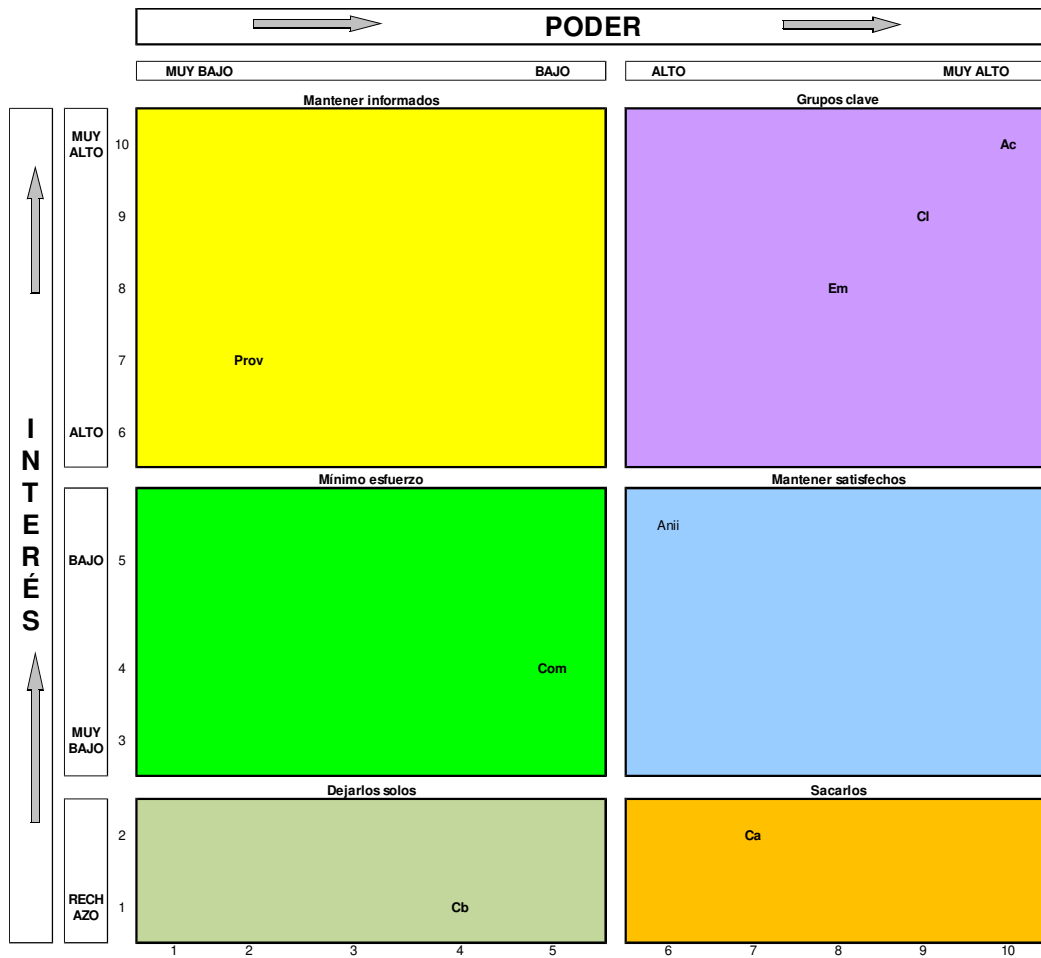 PODER
MUY BAJO BAJO ALTO MUY ALTO
Mantener informados Grupos clave
MUY
ALTO
10 Ac
9 Cl
8 Em
7 Prov
ALTO 6
INTERÉS
Mínimo esfuerzo Mantener satisfechos
Anii
BAJO 5
4 Com
MUY
BAJO
3
Dejarlos solos Sacarlos
2 Ca
RECH
AZO
1 Cb
1 2 3 4 5 6 7 8 9 10